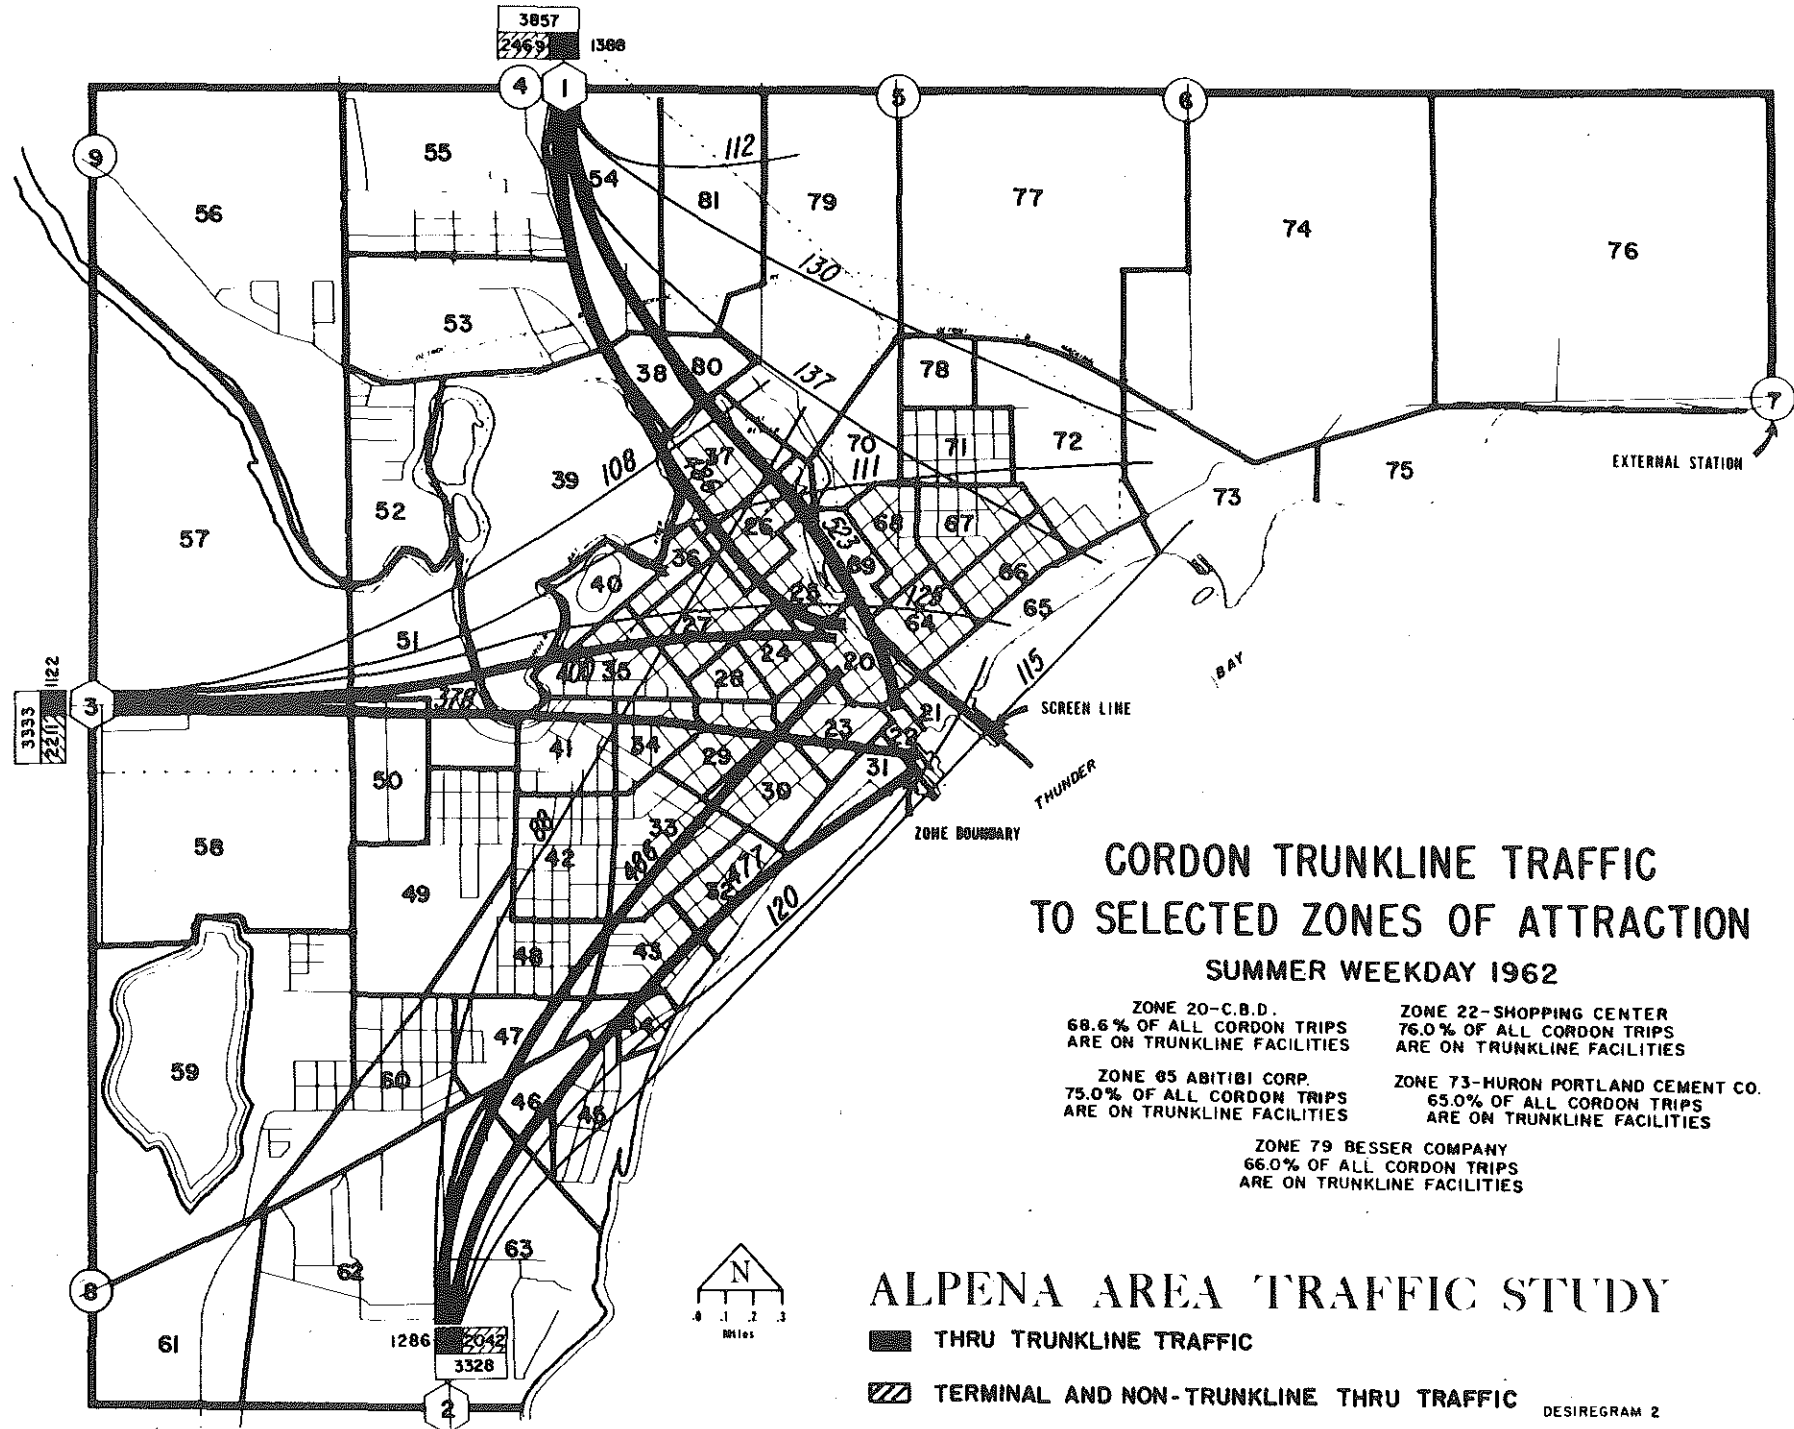 3857
2469 1388
4 1 5 6
9
55
112
54
56
81 79 77
74
76
130
53
38 80
137
78
7
EXTERNAL STATION
37
70
71 72
111
75
108
39
73
52
57
26
68 67
523
69
36
40
66
25
125
65
27
64
51
24
20
115
BAY
1122
400 35
28
378
3
3333
2211
21
SCREEN LINE
23
22
41 34
29
31
50
30
THUNDER
ZONE BOUNDARY
33
58
42
486
477
49
32
120
43
48
47
59
60
46
45
63
62
8
61
1286 2042
3328
2
CORDON TRUNKLINE TRAFFIC
TO SELECTED ZONES OF ATTRACTION
SUMMER WEEKDAY 1962
ZONE 20-C.B.D.
68.6% OF ALL CORDON TRIPS
ARE ON TRUNKLINE FACILITIES
ZONE 22-SHOPPING CENTER
76.0% OF ALL CORDON TRIPS
ARE ON TRUNKLINE FACILITIES
ZONE 65 ABITIBI CORP.
75.0% OF ALL CORDON TRIPS
ARE ON TRUNKLINE FACILITIES
ZONE 73-HURON PORTLAND CEMENT CO.
65.0% OF ALL CORDON TRIPS
ARE ON TRUNKLINE FACILITIES
ZONE 79 BESSER COMPANY
66.0% OF ALL CORDON TRIPS
ARE ON TRUNKLINE FACILITIES
N
.0 .1 .2 .3
Miles
ALPENA AREA TRAFFIC STUDY
THRU TRUNKLINE TRAFFIC
TERMINAL AND NON-TRUNKLINE THRU TRAFFIC
DESIREGRAM 2